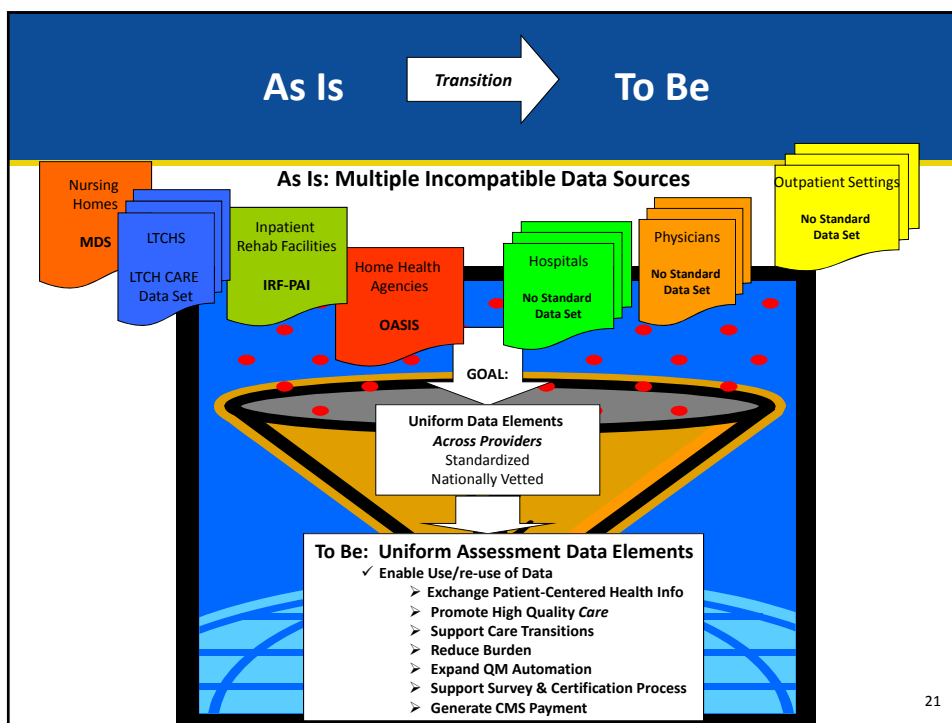 As Is
Transition
To Be
As Is: Multiple Incompatible Data Sources
Nursing
Homes
MDS
LTCHS
LTCH CARE
Data Set
Inpatient
Rehab Facilities
IRF-PAI
Home Health
Agencies
OASIS
Hospitals
No Standard
Data Set
Physicians
No Standard
Data Set
Outpatient Settings
No Standard
Data Set
GOAL:
Uniform Data Elements
Across Providers
Standardized
Nationally Vetted
To Be: Uniform Assessment Data Elements
✓ Enable Use/re-use of Data
➢ Exchange Patient-Centered Health Info
➢ Promote High Quality Care
➢ Support Care Transitions
➢ Reduce Burden
➢ Expand QM Automation
➢ Support Survey & Certification Process
➢ Generate CMS Payment
21